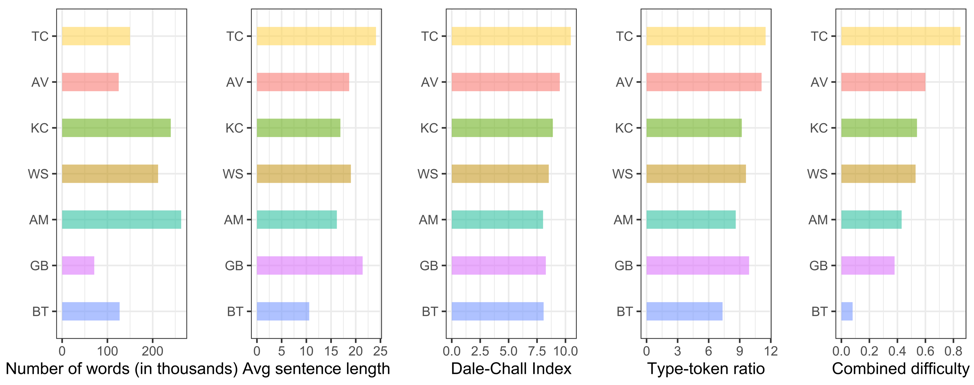 TC TC TC TC TC
AV AV AV AV AV
KC KC KC KC KC
WS WS WS WS WS
AM AM AM AM AM
GB GB GB GB GB
BT BT BT BT BT
0 100 200 0 5 10 15 20 25 0.0 2.5 5.0 7.5 10.0 0 3 6 9 12 0.0 0.2 0.4 0.6 0.8
Number of words (in thousands) Avg sentence length Dale-Chall Index Type-token ratio Combined difficulty